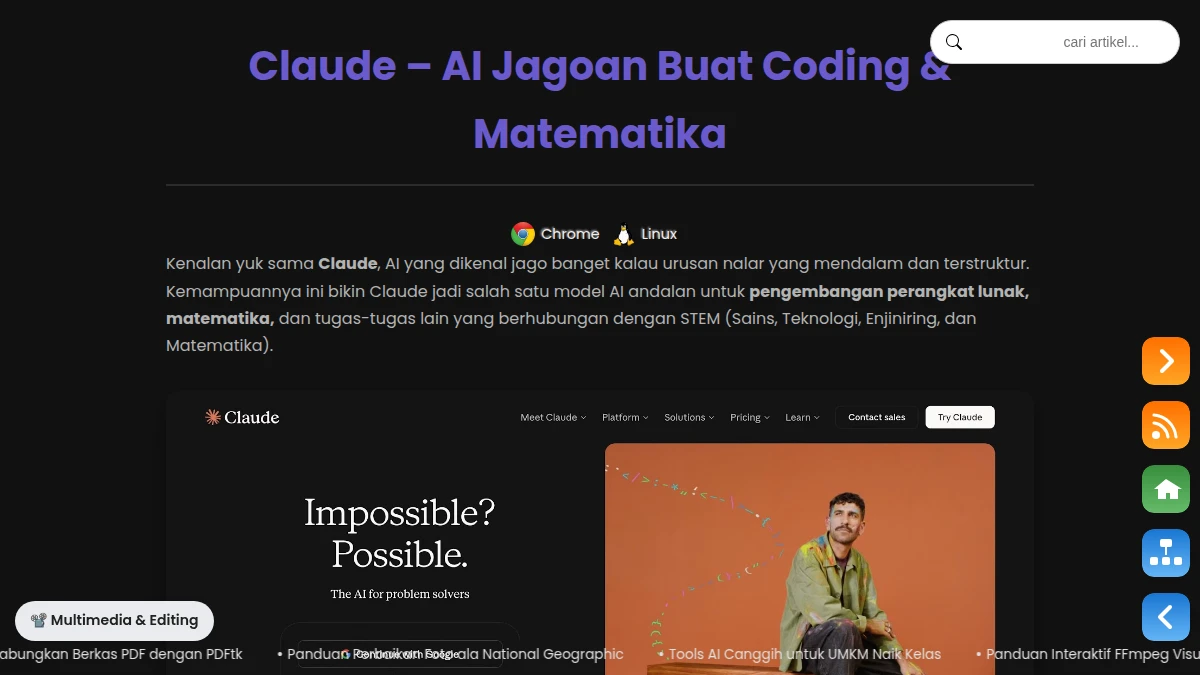 cari artikel...
Claude – AI Jagoan Buat Coding &
Matematika
Chrome Linux
Kenalan yuk sama Claude, AI yang dikenal jago banget kalau urusan nalar yang mendalam dan terstruktur.
Kemampuannya ini bikin Claude jadi salah satu model AI andalan untuk pengembangan perangkat lunak,
matematika, dan tugas-tugas lain yang berhubungan dengan STEM (Sains, Teknologi, Enjiniring, dan
Matematika).
Claude Meet Claude Platform Solutions Pricing Learn Contact sales Try Claude
Impossible?
Possible.
The AI for problem solvers
Continue with Google
Multimedia & Editing
abungkan Berkas PDF dengan PDFtk • Panduan ala National Geographic • Tools AI Canggih untuk UMKM Naik Kelas • Panduan Interaktif FFmpeg Visu